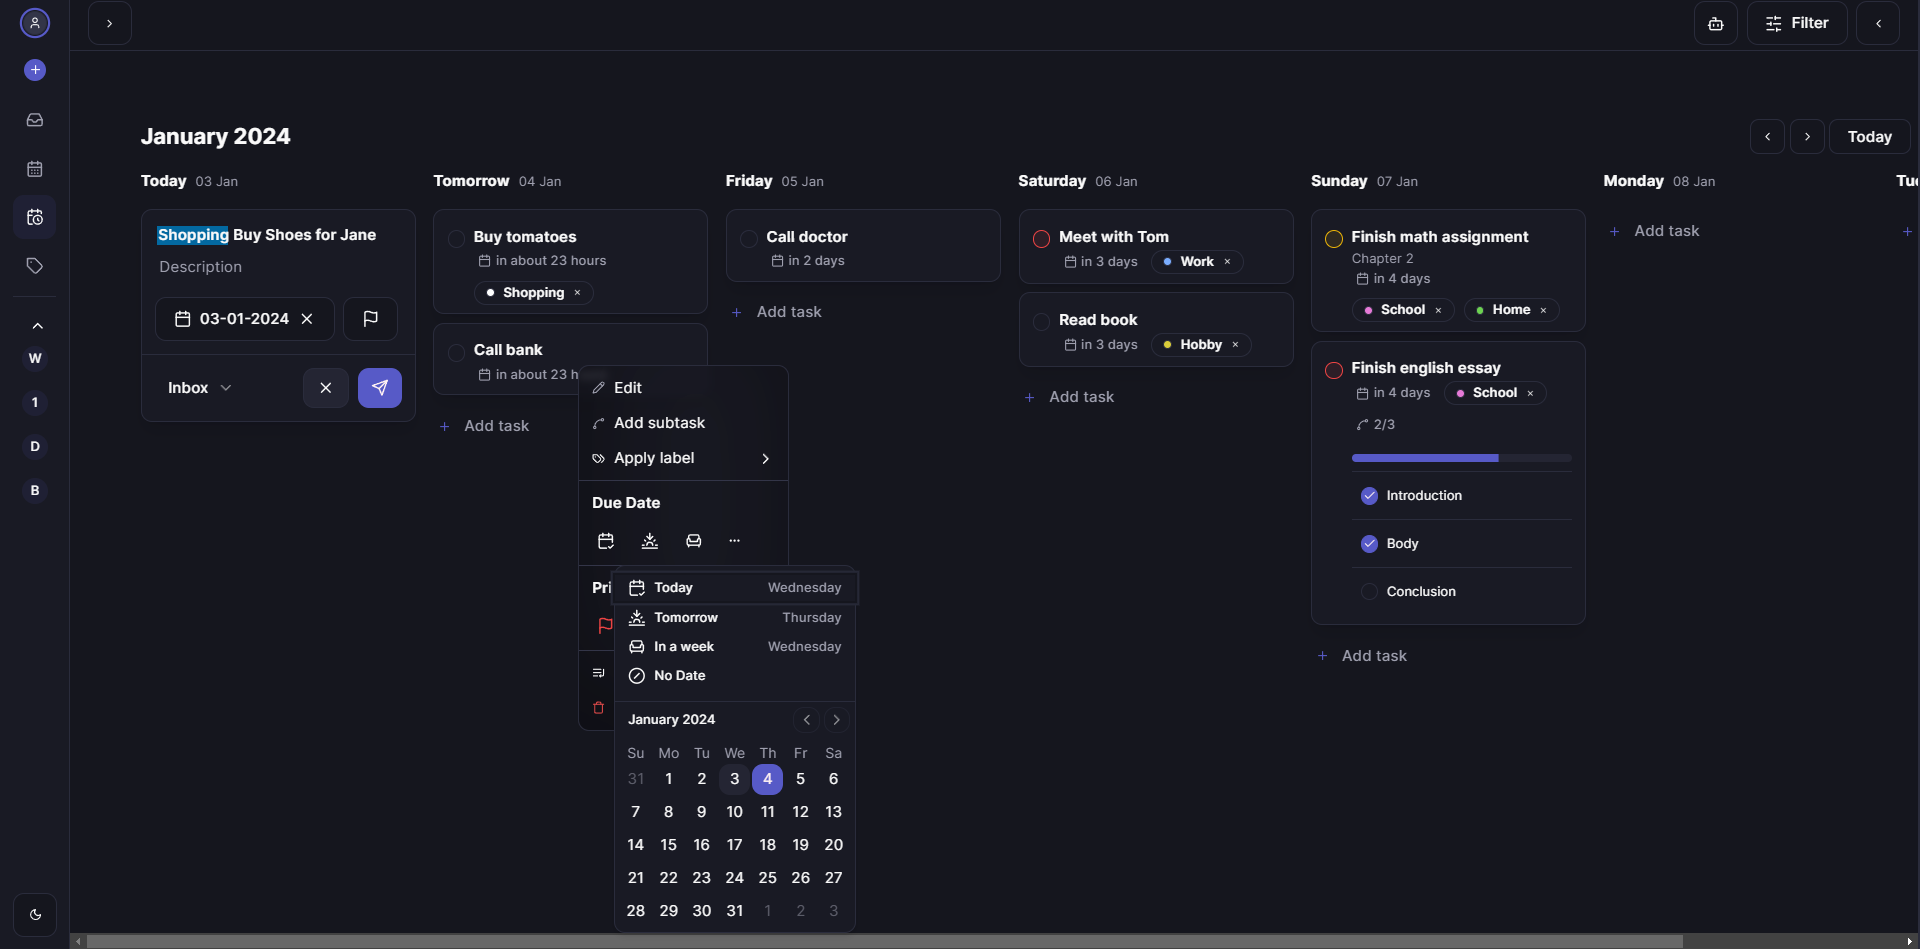 Filter
January 2024
Today
Today 03 Jan
Tomorrow 04 Jan
Friday 05 Jan
Saturday 06 Jan
Sunday 07 Jan
Monday 08 Jan
Shopping Buy Shoes for Jane
Description
03-01-2024
Inbox
Buy tomatoes
in about 23 hours
Shopping ×
Call bank
in about 23 h
+ Add task
Call doctor
in 2 days
+ Add task
Meet with Tom
in 3 days Work ×
Read book
in 3 days Hobby ×
+ Add task
Finish math assignment
Chapter 2
in 4 days
School × Home ×
Finish english essay
in 4 days School ×
2/3
Introduction
Body
Conclusion
+ Add task
+ Add task
W
1
D
B
Edit
Add subtask
Apply label
Due Date
Pri
Today Wednesday
Tomorrow Thursday
In a week Wednesday
No Date
January 2024
Su Mo Tu We Th Fr Sa
31 1 2 3 4 5 6
7 8 9 10 11 12 13
14 15 16 17 18 19 20
21 22 23 24 25 26 27
28 29 30 31 1 2 3